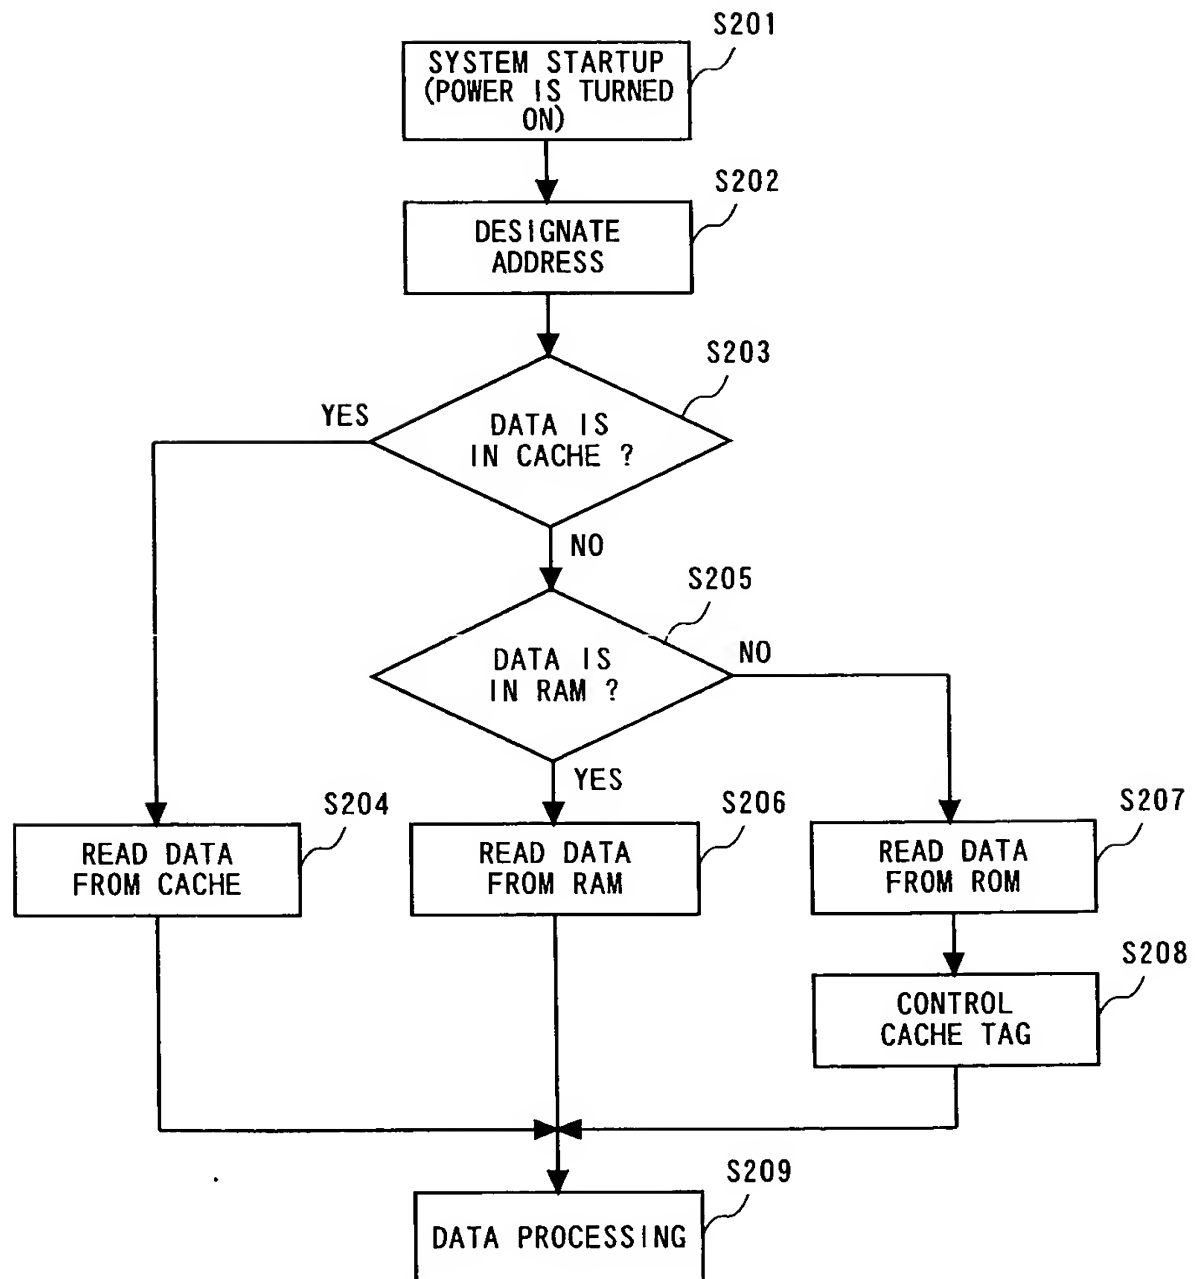 S201
SYSTEM STARTUP
(POWER IS TURNED
ON)
S202
DESIGNATE
ADDRESS
S203
YES
DATA IS
IN CACHE ?
NO
S205
DATA IS
IN RAM ?
NO
YES
S204
READ DATA
FROM CACHE
S206
READ DATA
FROM RAM
S207
READ DATA
FROM ROM
S208
CONTROL
CACHE TAG
S209
DATA PROCESSING